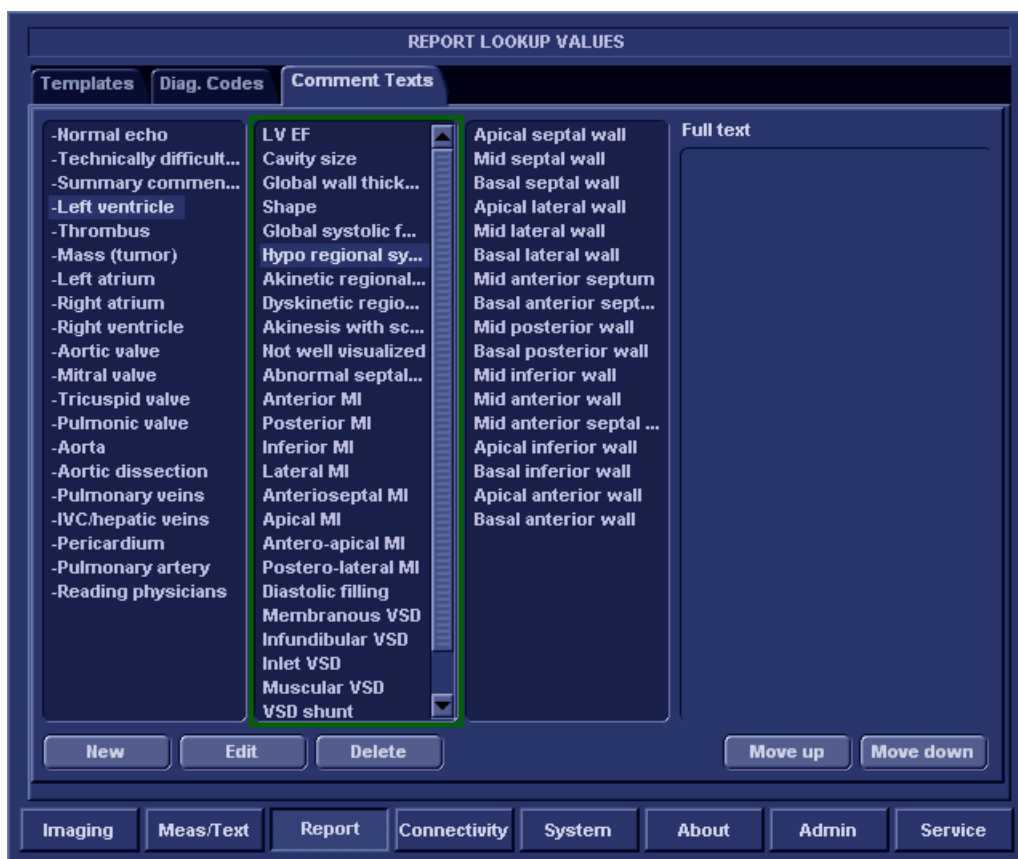 REPORT LOOKUP VALUES
Templates
Diag. Codes
Comment Texts
-Normal echo
-Technically difficult...
-Summary commen...
-Left ventricle
-Thrombus
-Mass (tumor)
-Left atrium
-Right atrium
-Right ventricle
-Aortic valve
-Mitral valve
-Tricuspid valve
-Pulmonic valve
-Aorta
-Aortic dissection
-Pulmonary veins
-IVC/hepatic veins
-Pericardium
-Pulmonary artery
-Reading physicians
LV EF
Cavity size
Global wall thick...
Shape
Global systolic f...
Hypo regional sy...
Akinetic regional...
Dyskinetic regio...
Akinesis with sc...
Not well visualized
Abnormal septal...
Anterior MI
Posterior MI
Inferior MI
Lateral MI
Anterioseptal MI
Apical MI
Antero-apical MI
Postero-lateral MI
Diastolic filling
Membranous VSD
Infundibular VSD
Inlet VSD
Muscular VSD
VSD shunt
Apical septal wall
Mid septal wall
Basal septal wall
Apical lateral wall
Mid lateral wall
Basal lateral wall
Mid anterior septum
Basal anterior sept...
Mid posterior wall
Basal posterior wall
Mid inferior wall
Mid anterior wall
Mid anterior septal ...
Apical inferior wall
Basal inferior wall
Apical anterior wall
Basal anterior wall
Full text
New
Edit
Delete
Move up
Move down
Imaging
Meas/Text
Report
Connectivity
System
About
Admin
Service